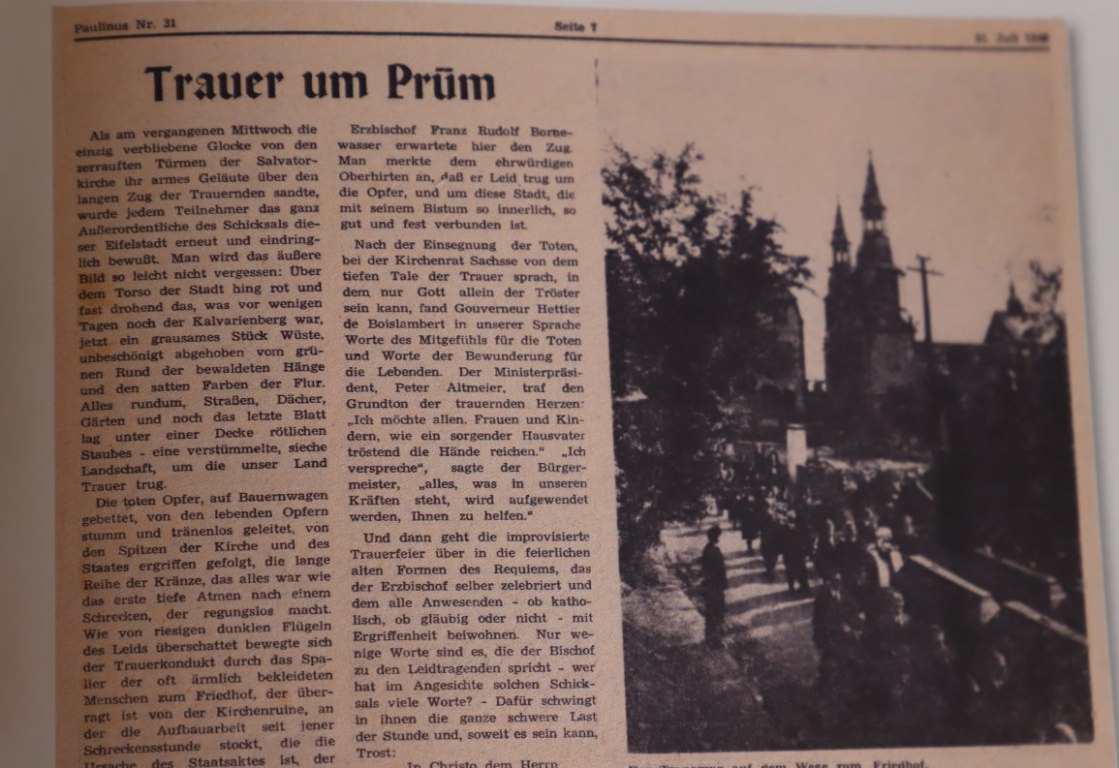 Paulinus Nr. 31
Seite 7
Trauer um Prüm
Als am vergangenen Mittwoch die
einzig verbliebene Glocke von den
zerrauften Türmen der Salvator-
kirche ihr armes Geläute über den
langen Zug der Trauernden sandte,
wurde jedem Teilnehmer das ganz
Außerordentliche des Schicksals die-
ser Eifelstadt erneut und eindring-
lich bewußt. Man wird das äußere
Bild so leicht nicht vergessen: Über
dem Torso der Stadt hing rot und
fast drohend das, was vor wenigen
Tagen noch der Kalvarienberg war,
jetzt ein grausames Stück Wüste,
unbeschönigt abgehoben vom grü-
nen Rund der bewaldeten Hänge
und den satten Farben der Flur.
Alles rundum, Straßen, Dächer,
Gärten und noch das letzte Blatt
lag unter einer Decke rötlichen
Staubes - eine verstümmelte, sieche
Landschaft, um die unser Land
Trauer trug.
Die toten Opfer, auf Bauernwagen
gebettet, von den lebenden Opfern
stumm und tränenlos geleitet, von
den Spitzen der Kirche und des
Staates ergriffen gefolgt, die lange
Reihe der Kränze, das alles war wie
das erste tiefe Atmen nach einem
Schrecken, der regungslos macht.
Wie von riesigen dunklen Flügeln
des Leids überschattet bewegte sich
der Trauerkondukt durch das Spa-
lier der oft ärmlich bekleideten
Menschen zum Friedhof, der über-
ragt ist von der Kirchenruine, an
der die Aufbauarbeit seit jener
Schreckensstunde stockt, die die
Ursache des Staatsaktes ist, der
Erzbischof Franz Rudolf Borne-
wasser erwartete hier den Zug.
Man merkte dem ehrwürdigen
Oberhirten an, daß er Leid trug um
die Opfer, und um diese Stadt, die
mit seinem Bistum so innerlich, so
gut und fest verbunden ist.
Nach der Einsegnung der Toten,
bei der Kirchenrat Sachsse von dem
tiefen Tale der Trauer sprach, in
dem nur Gott allein der Tröster
sein kann, fand Gouverneur Hettier
de Boislambert in unserer Sprache
Worte des Mitgefühls für die Toten
und Worte der Bewunderung für
die Lebenden. Der Ministerpräsi-
dent, Peter Altmeier, traf den
Grundton der trauernden Herzen:
„Ich möchte allen, Frauen und Kin-
dern, wie ein sorgender Hausvater
tröstend die Hände reichen.“ „Ich
verspreche“, sagte der Bürger-
meister, „alles, was in unseren
Kräften steht, wird aufgewendet
werden, Ihnen zu helfen.“
Und dann geht die improvisierte
Trauerfeier über in die feierlichen
alten Formen des Requiems, das
der Erzbischof selber zelebriert und
dem alle Anwesenden - ob katho-
lisch, ob gläubig oder nicht - mit
Ergriffenheit beiwohnen. Nur we-
nige Worte sind es, die der Bischof
zu den Leidtragenden spricht - wer
hat im Angesichte solchen Schick-
sals viele Worte? - Dafür schwingt
in ihnen die ganze schwere Last
der Stunde und, soweit es sein kann,
Trost:
In Christo dem Herrn
auf dem Wege zum Friedhof.